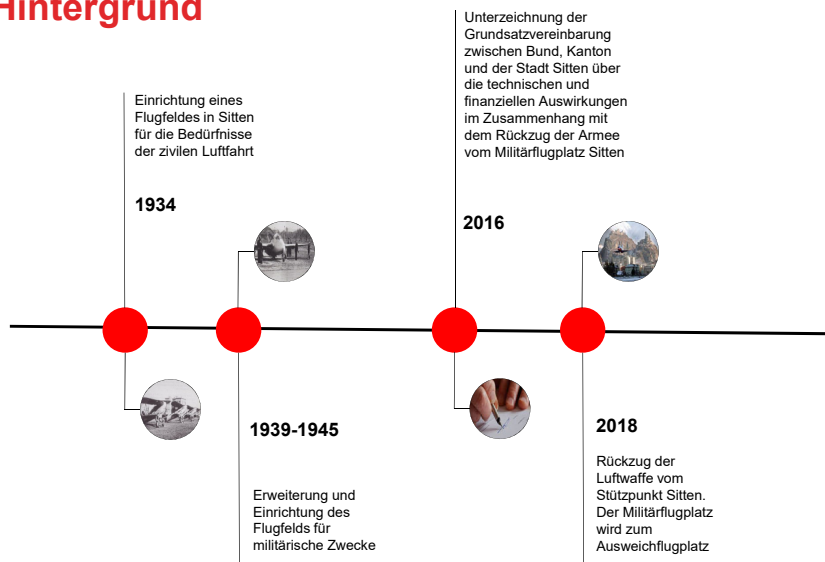 Hintergrund
Einrichtung eines
Flugfeldes in Sitten
für die Bedürfnisse
der zivilen Luftfahrt
1934
1939-1945
Erweiterung und
Einrichtung des
Flugfelds für
militärische Zwecke
Unterzeichnung der
Grundsatzvereinbarung
zwischen Bund, Kanton
und der Stadt Sitten über
die technischen und
finanziellen Auswirkungen
im Zusammenhang mit
dem Rückzug der Armee
vom Militärflugplatz Sitten
2016
2018
Rückzug der
Luftwaffe vom
Stützpunkt Sitten.
Der Militärflugplatz
wird zum
Ausweichflugplatz